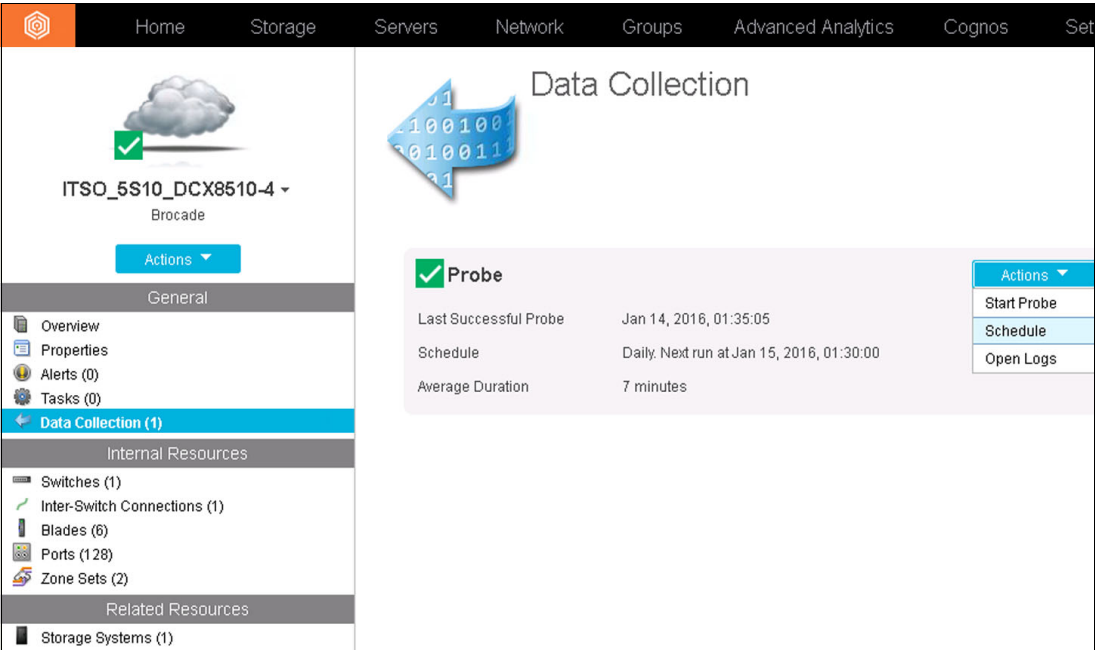 Home Storage Servers Network Groups Advanced Analytics Cognos Set
ITSO_5S10_DCX8510-4
Brocade
Actions
General
Overview
Properties
Alerts (0)
Tasks (0)
Data Collection (1)
Internal Resources
Switches (1)
Inter-Switch Connections (1)
Blades (6)
Ports (128)
Zone Sets (2)
Related Resources
Storage Systems (1)
Data Collection
Probe
Actions
Start Probe
Schedule
Open Logs
Last Successful Probe Jan 14, 2016, 01:35:05
Schedule Daily. Next run at Jan 15, 2016, 01:30:00
Average Duration 7 minutes